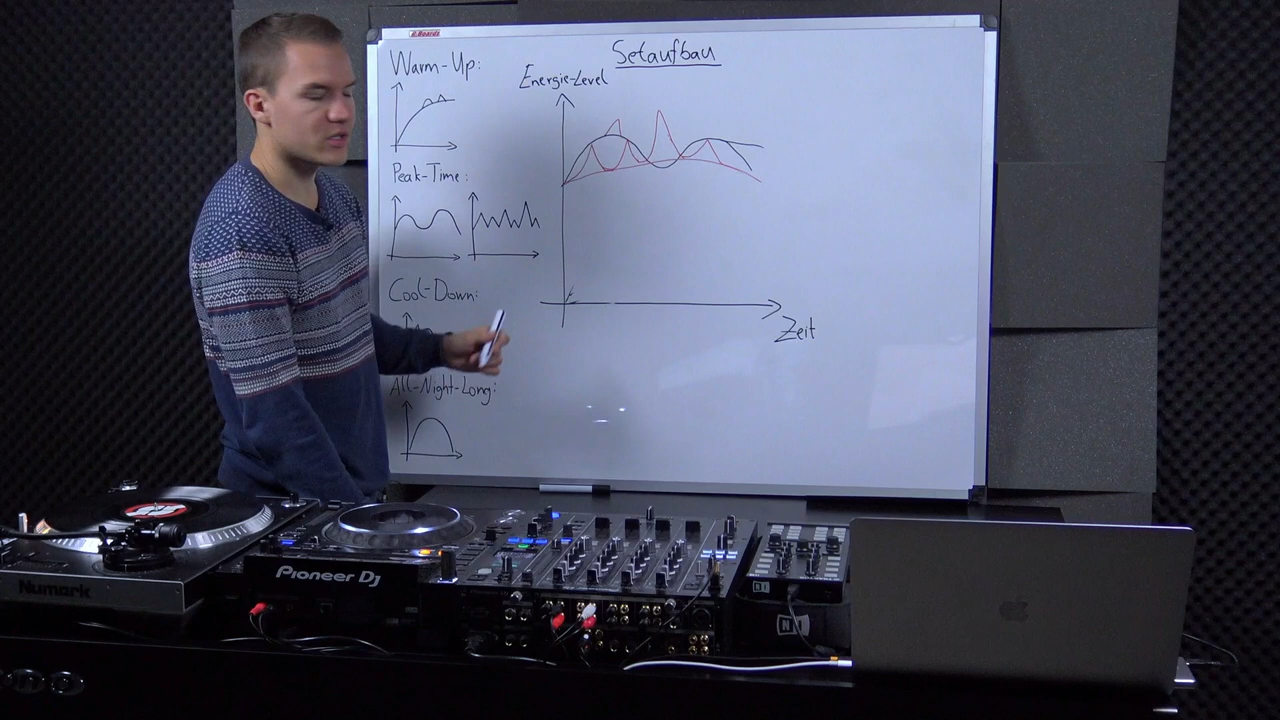 Setaufbau
Warm-Up:
Energie-Level
Peak-Time:
Cool-Down:
Zeit
All-Night-Long:
Numark
Pioneer Dj